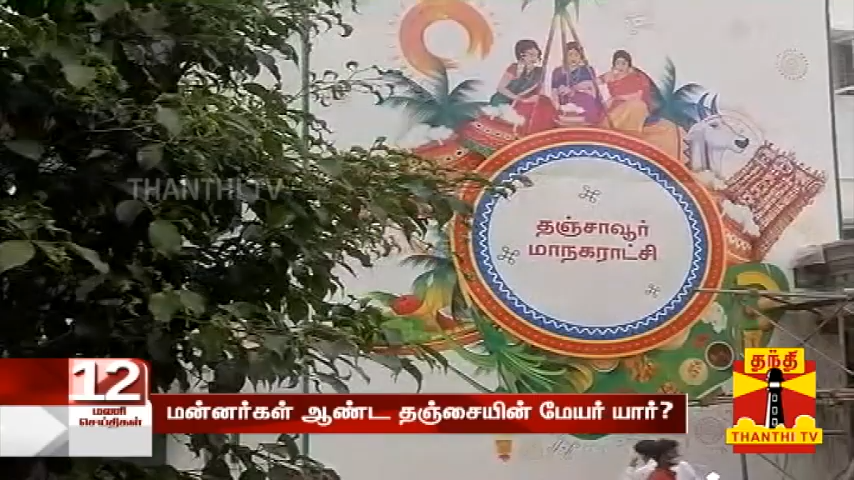 THANTHI TV
தஞ்சாவூர்
மாநகராட்சி
12
மணி
செய்திகள்
மன்னர்கள் ஆண்ட தஞ்சையின் மேயர் யார்?
தந்தி
THANTHI TV